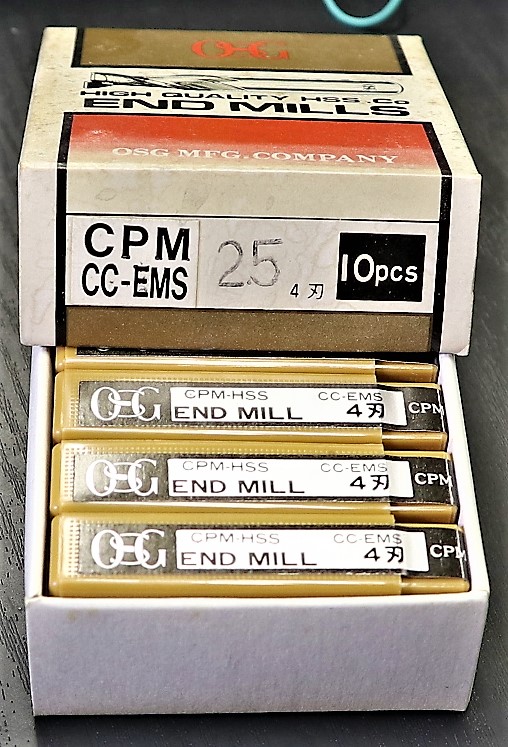 OSG
HIGH QUALITY HSS-Co
END MILLS
OSG MFG. COMPANY
CPM
CC-EMS
25
4刃
10pcs
OSG
CPM-HSS CC-EMS
END MILL 4刃
CPM
OSG
CPM-HSS CC-EMS
END MILL 4刃
CPM
OSG
CPM-HSS CC-EMS
END MILL 4刃
CPM